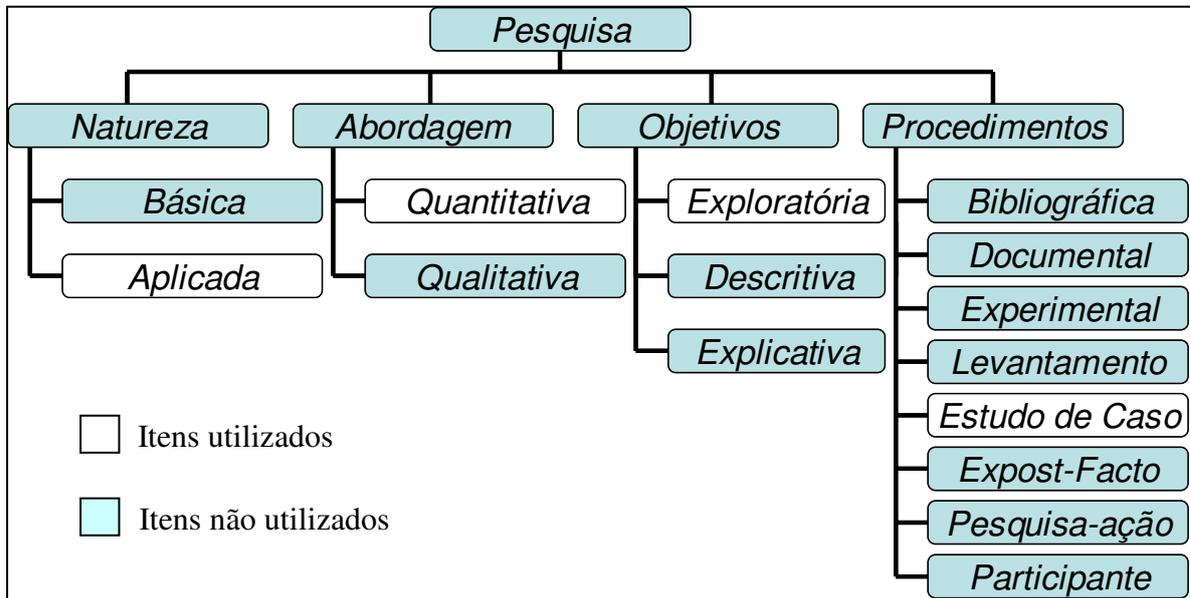 Pesquisa
Natureza
Abordagem
Objetivos
Procedimentos
Básica
Aplicada
Quantitativa
Qualitativa
Exploratória
Descritiva
Explicativa
Bibliográfica
Documental
Experimental
Levantamento
Estudo de Caso
Expost-Facto
Pesquisa-ação
Participante
Itens utilizados
Itens não utilizados